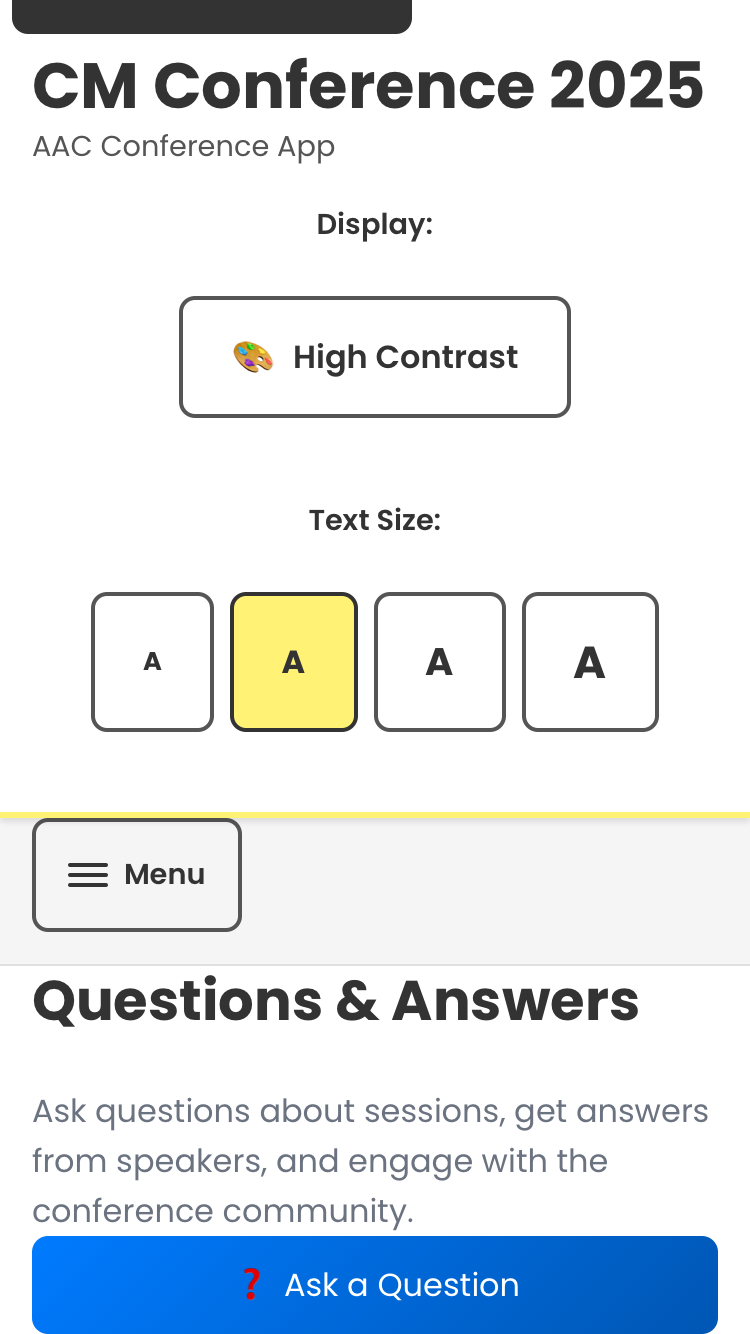 CM Conference 2025
AAC Conference App
Display:
🎨 High Contrast
Text Size:
A A A A
Menu
Questions & Answers
Ask questions about sessions, get answers
from speakers, and engage with the
conference community.
❓ Ask a Question